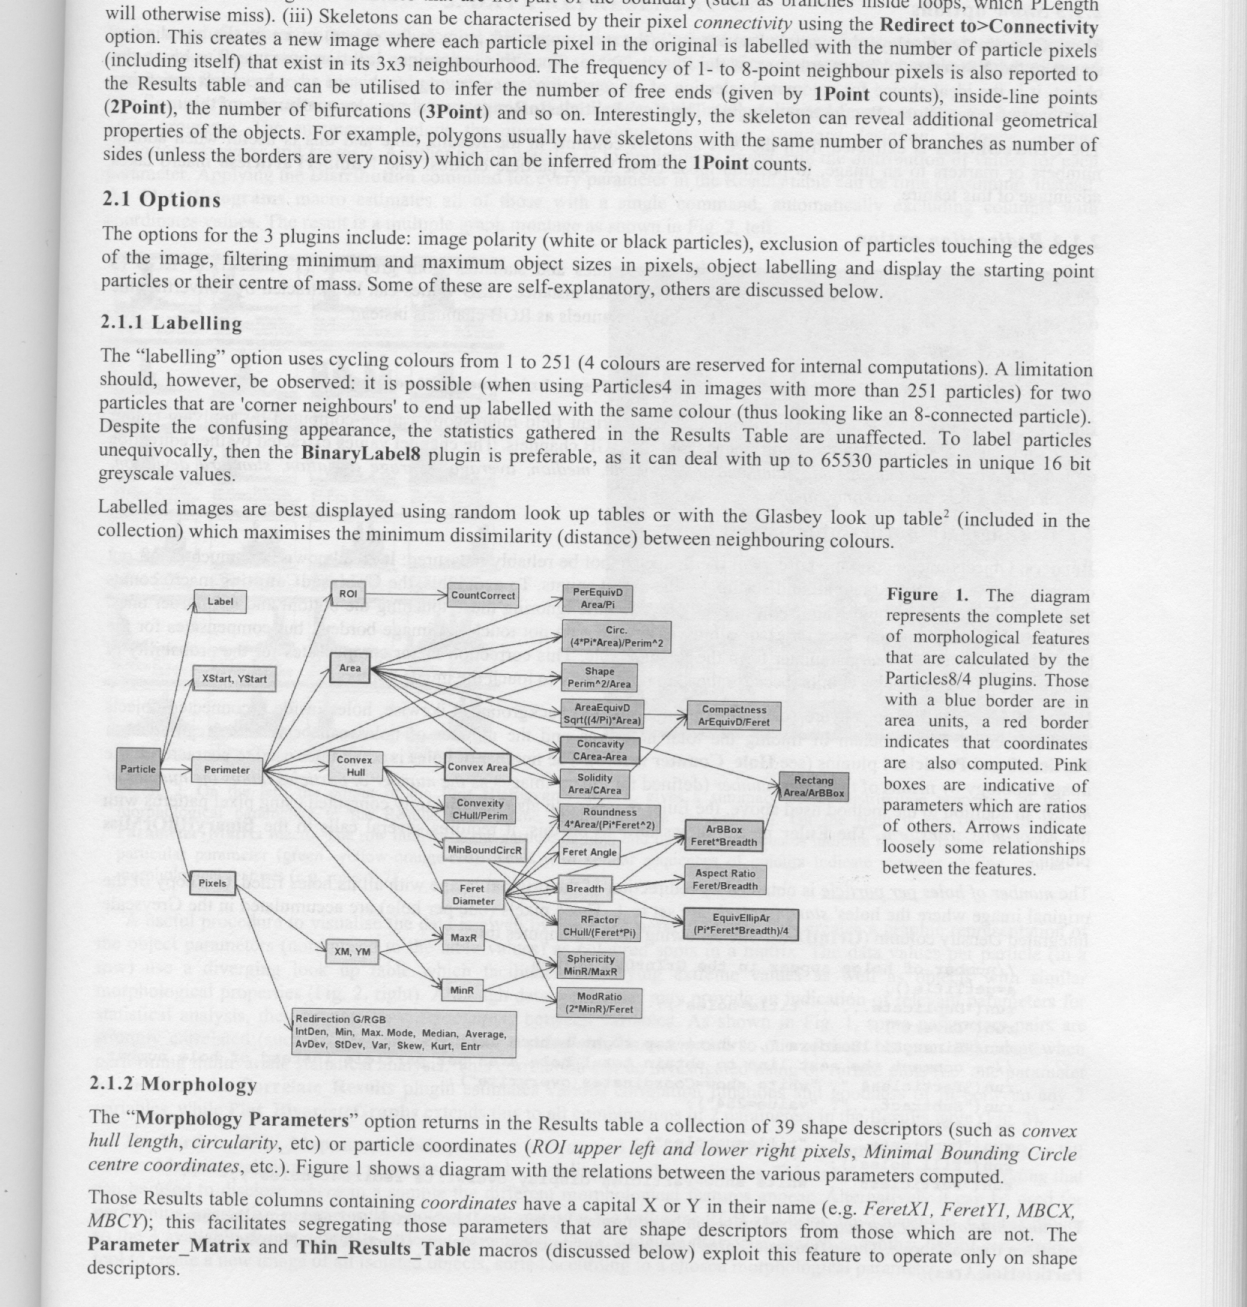 will otherwise miss). (iii) Skeletons can be characterised by their pixel connectivity using the Redirect to>Connectivity
option. This creates a new image where each particle pixel in the original is labelled with the number of particle pixels
(including itself) that exist in its 3x3 neighbourhood. The frequency of 1- to 8-point neighbour pixels is also reported to
the Results table and can be utilised to infer the number of free ends (given by 1Point counts), inside-line points
(2Point), the number of bifurcations (3Point) and so on. Interestingly, the skeleton can reveal additional geometrical
properties of the objects. For example, polygons usually have skeletons with the same number of branches as number of
sides (unless the borders are very noisy) which can be inferred from the 1Point counts.
2.1 Options
The options for the 3 plugins include: image polarity (white or black particles), exclusion of particles touching the edges
of the image, filtering minimum and maximum object sizes in pixels, object labelling and display the starting point
particles or their centre of mass. Some of these are self-explanatory, others are discussed below.
2.1.1 Labelling
The “labelling” option uses cycling colours from 1 to 251 (4 colours are reserved for internal computations). A limitation
should, however, be observed: it is possible (when using Particles4 in images with more than 251 particles) for two
particles that are 'corner neighbours' to end up labelled with the same colour (thus looking like an 8-connected particle).
Despite the confusing appearance, the statistics gathered in the Results Table are unaffected. To label particles
unequivocally, then the BinaryLabel8 plugin is preferable, as it can deal with up to 65530 particles in unique 16 bit
greyscale values.
Labelled images are best displayed using random look up tables or with the Glasbey look up table² (included in the
collection) which maximises the minimum dissimilarity (distance) between neighbouring colours.
Particle
Label
XStart, YStart
Perimeter
Pixels
ROI
Area
Convex
Hull
XM, YM
Redirection G/RGB
IntDen, Min, Max. Mode, Median, Average,
AvDev, StDev, Var, Skew, Kurt, Entr
CountCorrect
Convex Area
Convexity
CHull/Perim
MinBoundCircR
Feret
Diameter
MaxR
MinR
PerEquivD
Area/Pi
Circ.
(4*Pi*Area)/Perim^2
Shape
Perim^2/Area
AreaEquivD
Sqrt((4/Pi)*Area)
Concavity
CArea-Area
Solidity
Area/CArea
Roundness
4*Area/(Pi*Feret^2)
Feret Angle
Breadth
RFactor
CHull/(Feret*Pi)
Sphericity
MinR/MaxR
ModRatio
(2*MinR)/Feret
Compactness
ArEquivD/Feret
ArBBox
Feret*Breadth
Aspect Ratio
Feret/Breadth
EquivEllipAr
(Pi*Feret*Breadth)/4
Rectang
Area/ArBBox
Figure 1. The diagram
represents the complete set
of morphological features
that are calculated by the
Particles8/4 plugins. Those
with a blue border are in
area units, a red border
indicates that coordinates
are also computed. Pink
boxes are indicative of
parameters which are ratios
of others. Arrows indicate
loosely some relationships
between the features.
2.1.2 Morphology
The “Morphology Parameters” option returns in the Results table a collection of 39 shape descriptors (such as convex
hull length, circularity, etc) or particle coordinates (ROI upper left and lower right pixels, Minimal Bounding Circle
centre coordinates, etc.). Figure 1 shows a diagram with the relations between the various parameters computed.
Those Results table columns containing coordinates have a capital X or Y in their name (e.g. FeretX1, FeretY1, MBCX,
MBCY); this facilitates segregating those parameters that are shape descriptors from those which are not. The
Parameter_Matrix and Thin_Results_Table macros (discussed below) exploit this feature to operate only on shape
descriptors.